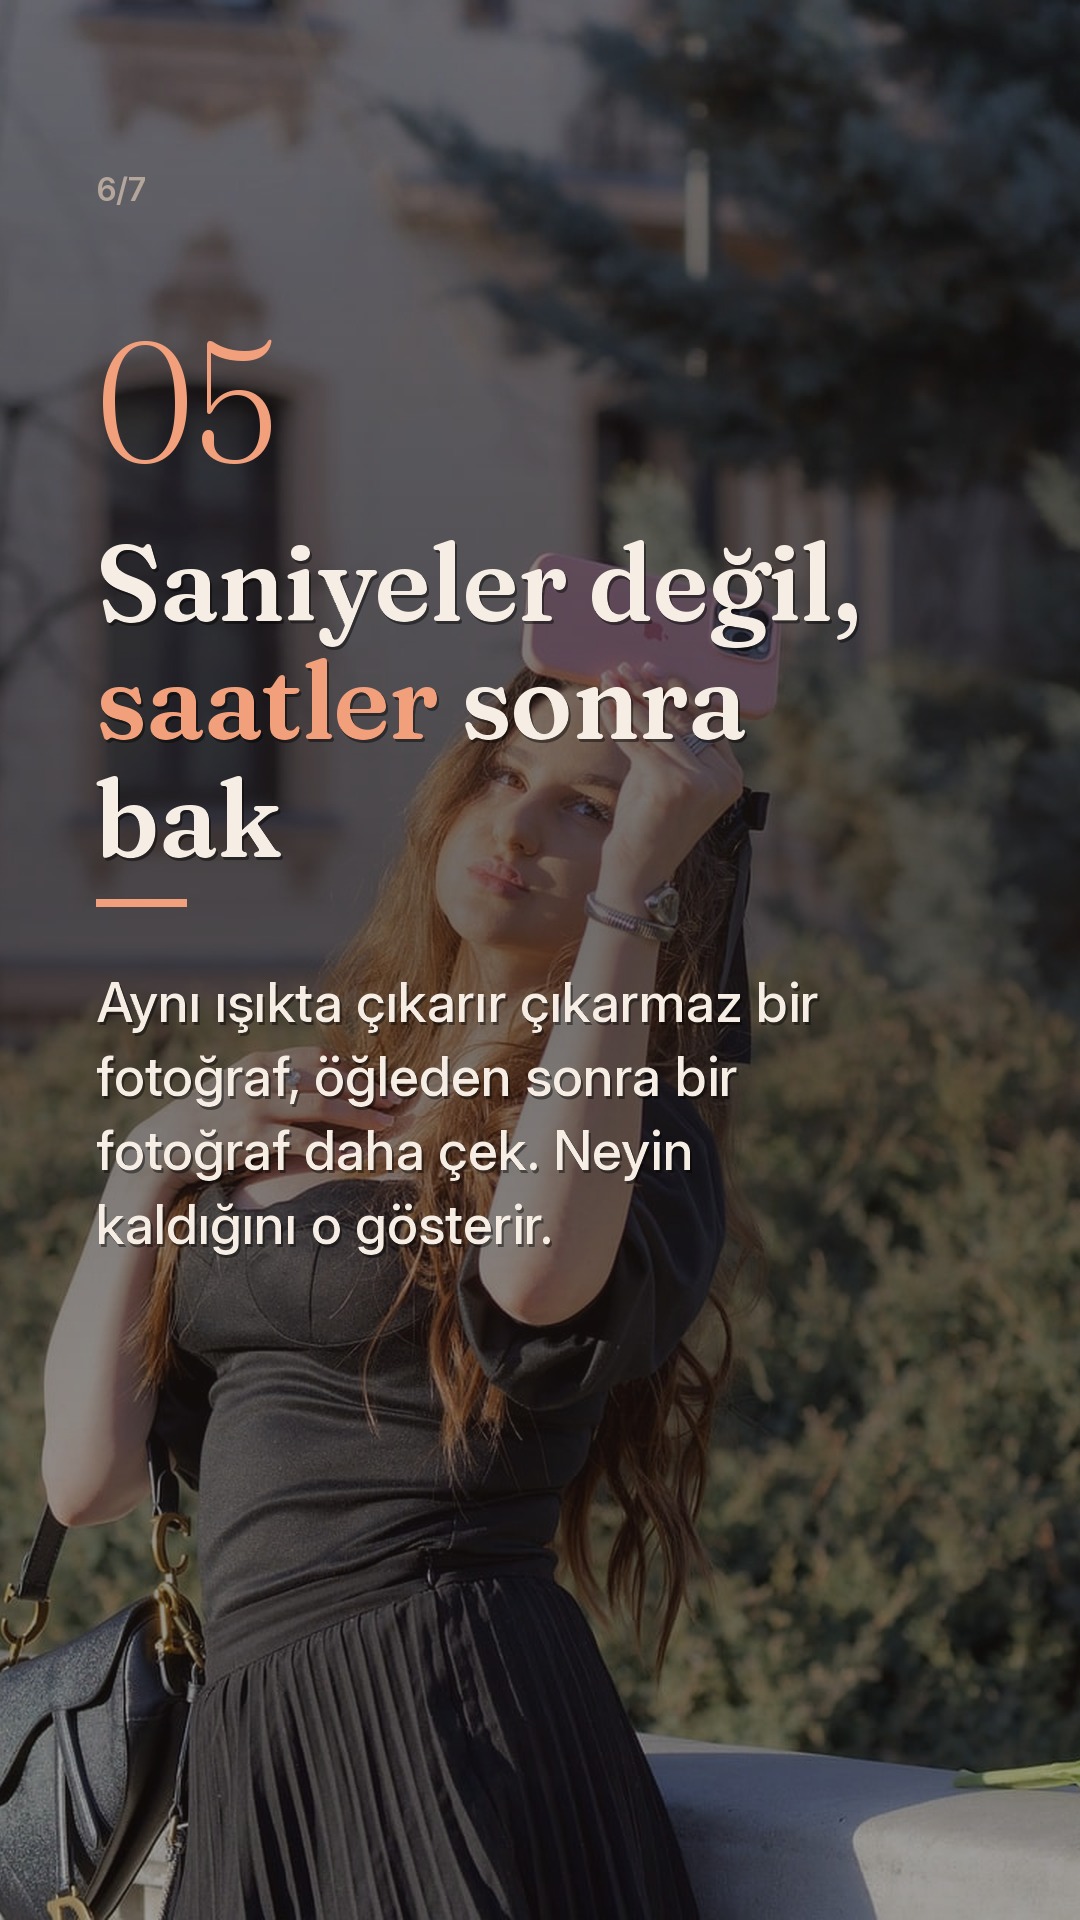 6/7
05
Saniyeler değil,
saatler sonra
bak
Aynı ışıkta çıkarır çıkarmaz bir
fotoğraf, öğleden sonra bir
fotoğraf daha çek. Neyin
kaldığını o gösterir.